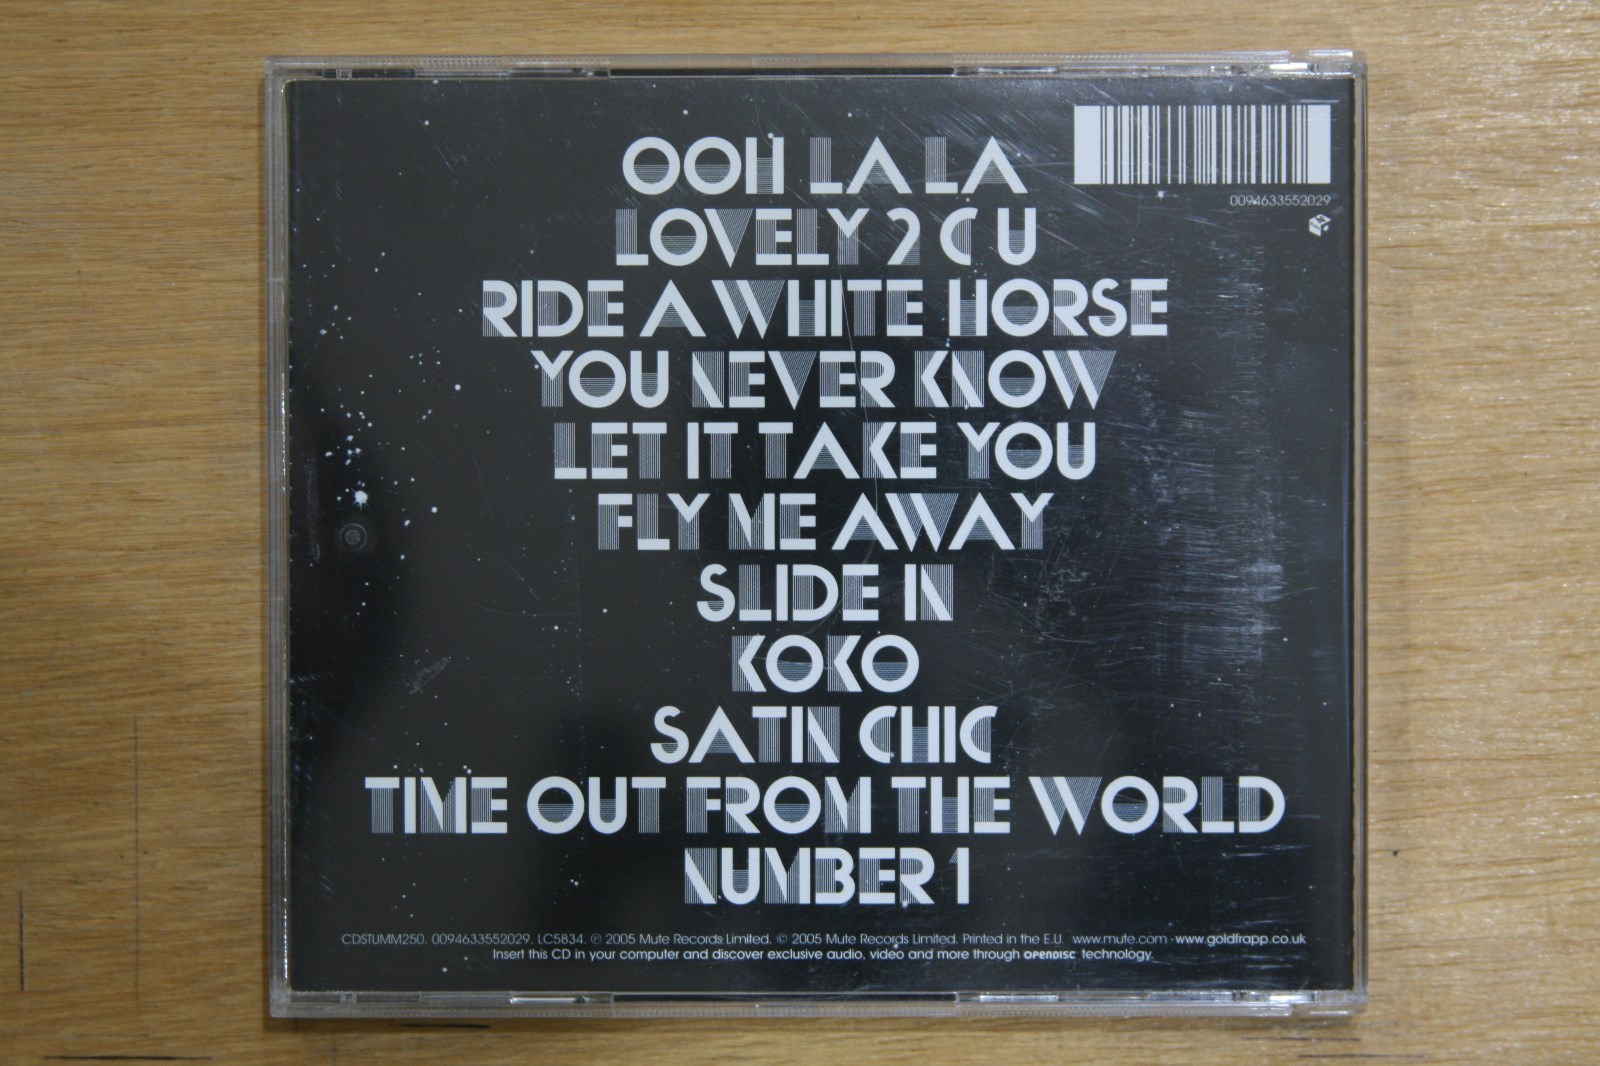 OOH LA LA
LOVELY 2 C U
RIDE A WHITE HORSE
YOU NEVER KNOW
LET IT TAKE YOU
FLY ME AWAY
SLIDE IN
KOKO
SATIN CHIC
TIME OUT FROM THE WORLD
NUMBER 1
0094633552029
CDSTUMM250. 0094633552029. LC5834. ℗ 2005 Mute Records Limited. © 2005 Mute Records Limited. Printed in the E.U. www.mute.com - www.goldfrapp.co.uk
Insert this CD in your computer and discover exclusive audio, video and more through OPENDISC technology.